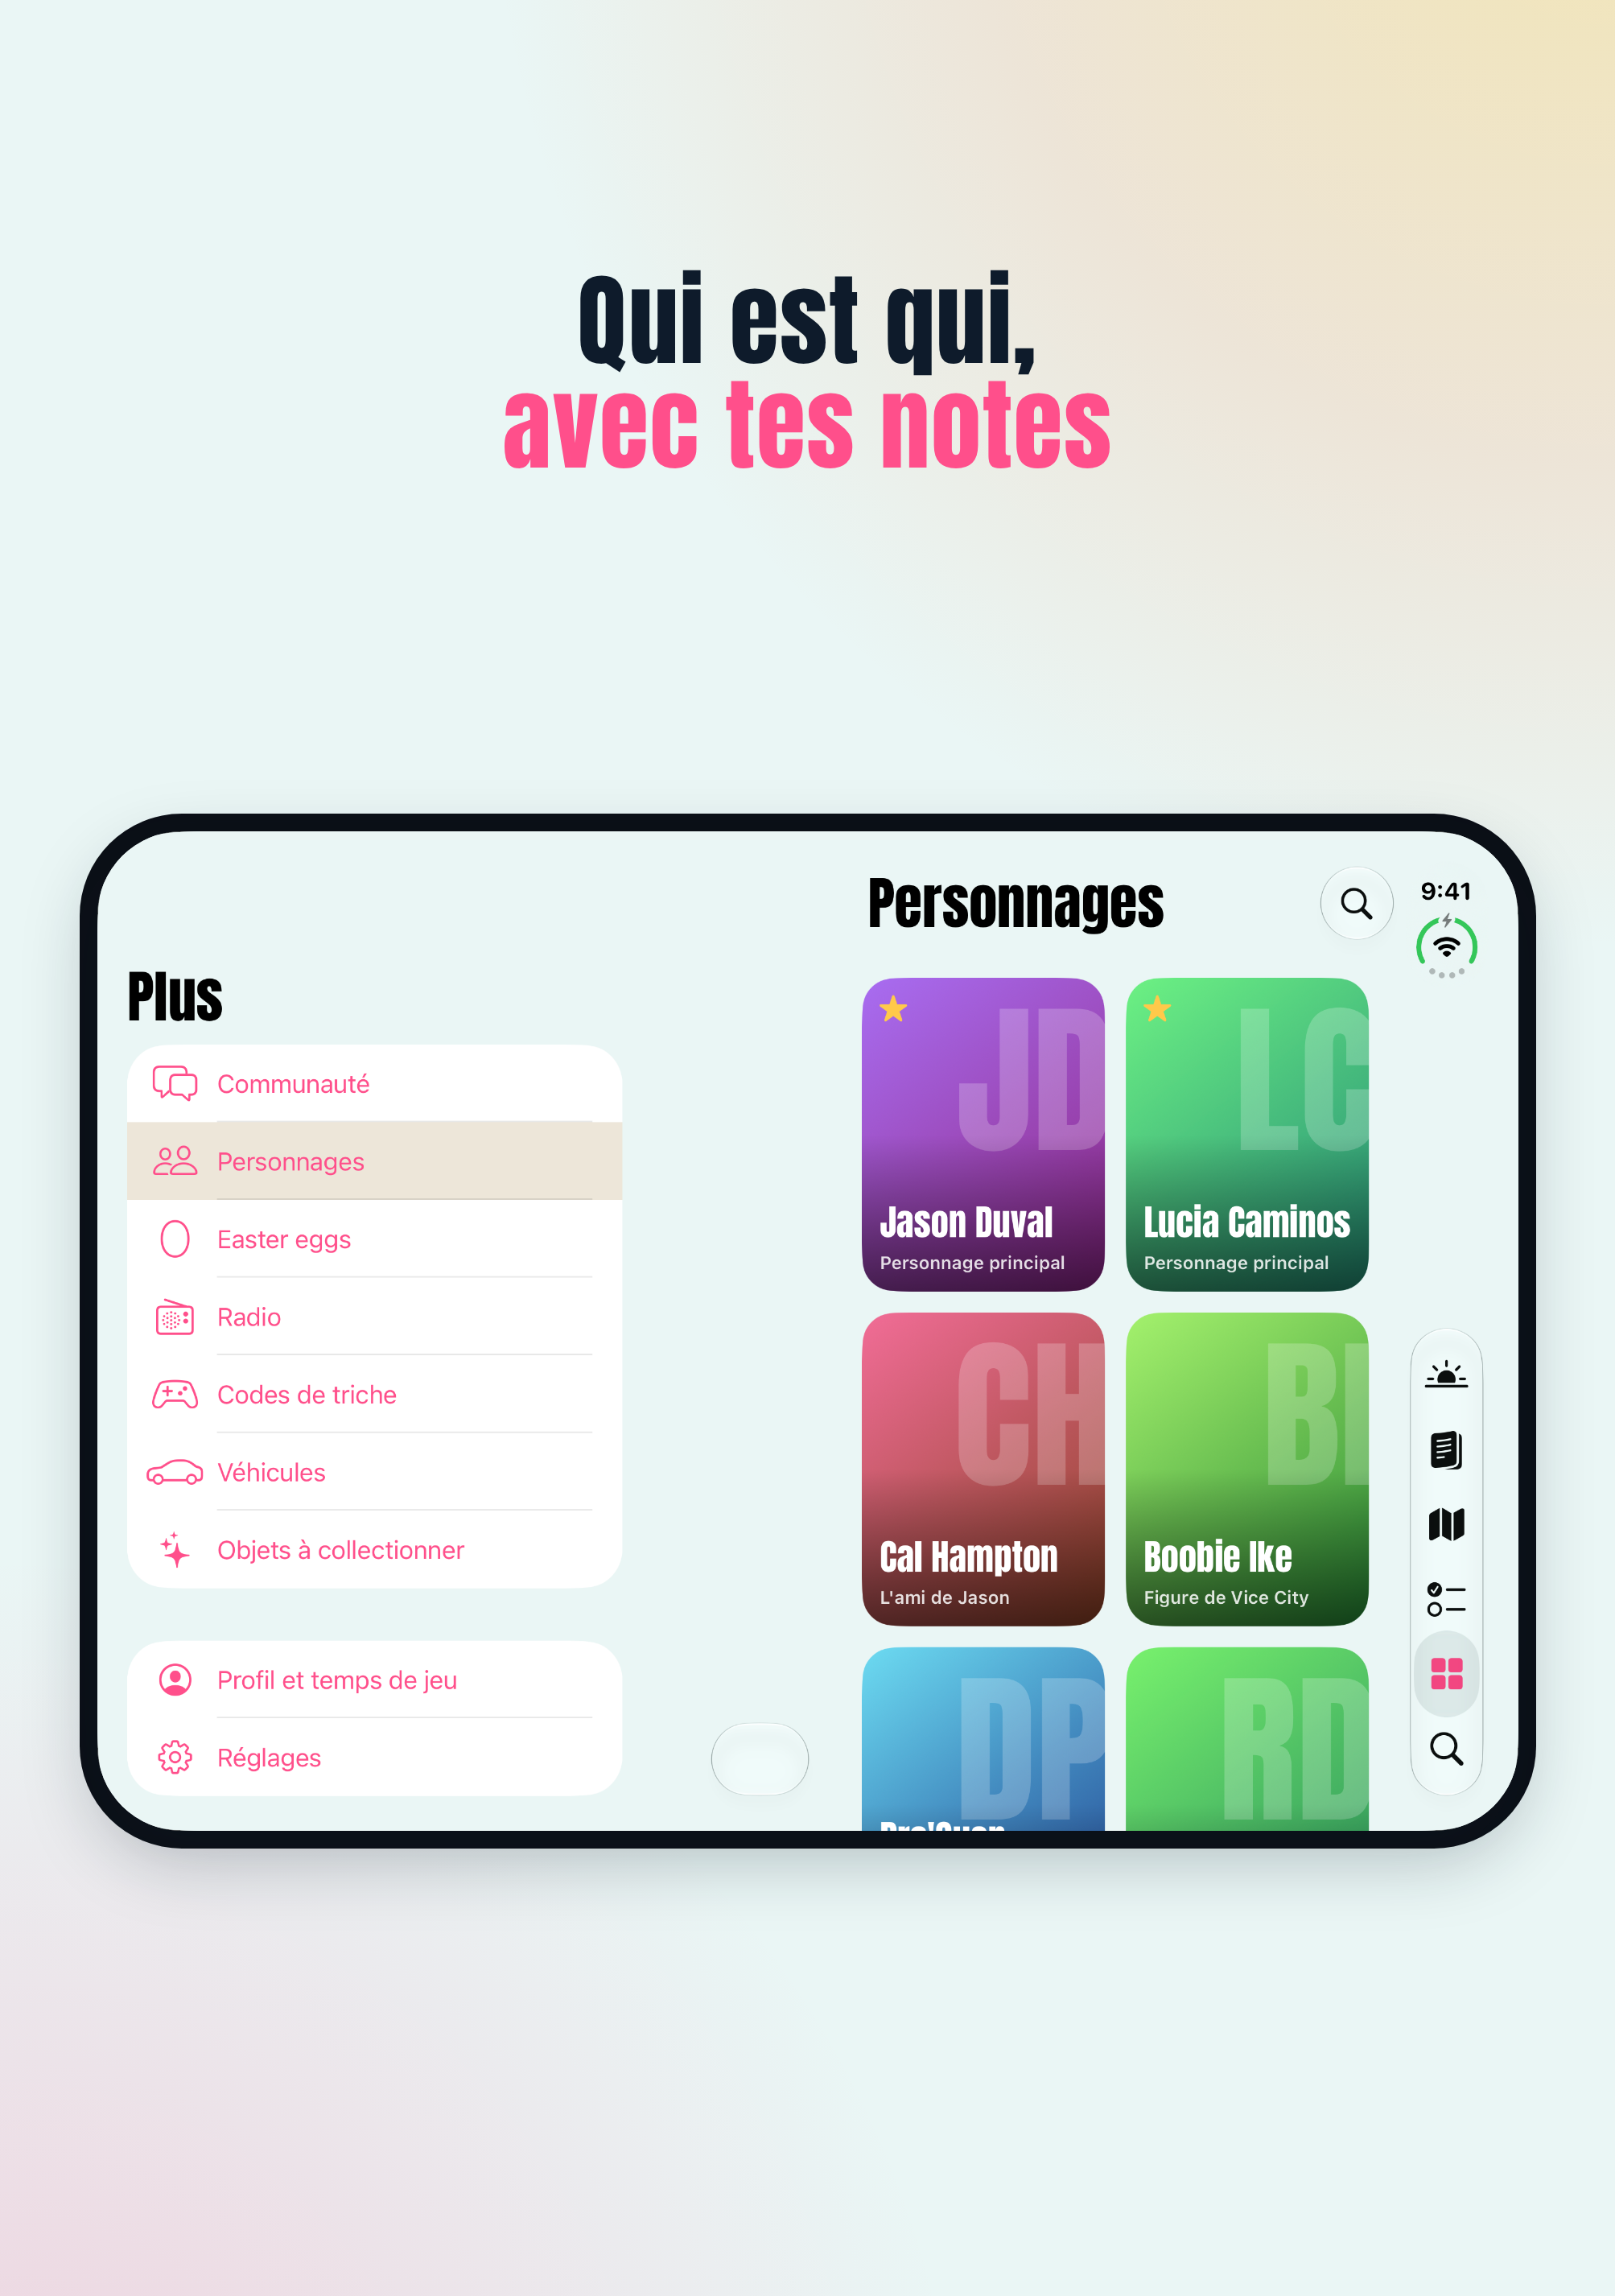 Qui est qui,
avec tes notes
Plus
Communauté
Personnages
Easter eggs
Radio
Codes de triche
Véhicules
Objets à collectionner
Profil et temps de jeu
Réglages
Personnages
9:41
JD
Jason Duval
Personnage principal
LC
Lucia Caminos
Personnage principal
CH
Cal Hampton
L'ami de Jason
BI
Boobie Ike
Figure de Vice City
DP
RD